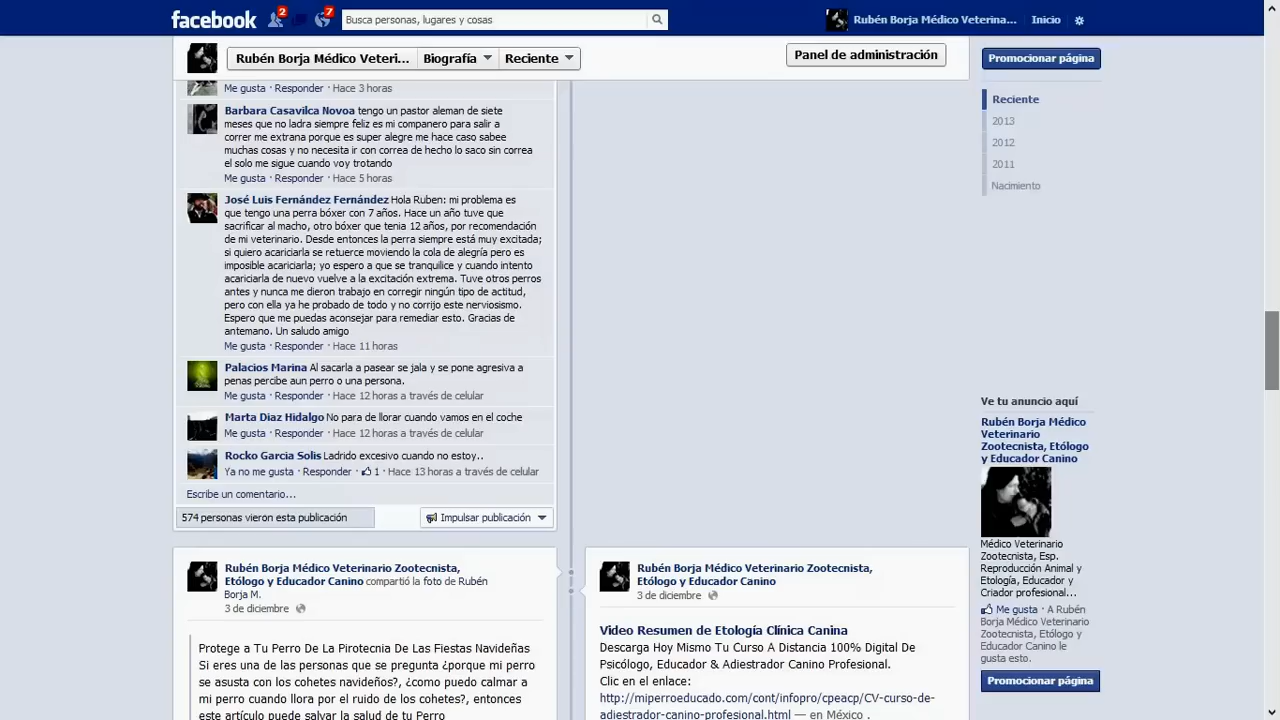 facebook 2 7 Busca personas, lugares y cosas Rubén Borja Médico Veterina... Inicio
Rubén Borja Médico Veteri... Biografía Reciente Panel de administración Promocionar página
Me gusta · Responder · Hace 3 horas
Barbara Casavilca Novoa tengo un pastor aleman de siete
meses que no ladra siempre feliz es mi companero para salir a
correr me extrana porque es super alegre me hace caso sabee
muchas cosas y no necesita ir con correa de hecho lo saco sin correa
el solo me sigue cuando voy trotando
Me gusta · Responder · Hace 5 horas
José Luis Fernández Fernández Hola Ruben: mi problema es
que tengo una perra bóxer con 7 años. Hace un año tuve que
sacrificar al macho, otro bóxer que tenia 12 años, por recomendación
de mi veterinario. Desde entonces la perra siempre está muy excitada;
si quiero acariciarla se retuerce moviendo la cola de alegría pero es
imposible acariciarla; yo espero a que se tranquilice y cuando intento
acariciarla de nuevo vuelve a la excitación extrema. Tuve otros perros
antes y nunca me dieron trabajo en corregir ningún tipo de actitud,
pero con ella ya he probado de todo y no corrijo este nerviosismo.
Espero que me puedas aconsejar para remediar esto. Gracias de
antemano. Un saludo amigo
Me gusta · Responder · Hace 11 horas
Palacios Marina Al sacarla a pasear se jala y se pone agresiva a
penas percibe aun perro o una persona.
Me gusta · Responder · Hace 12 horas a través de celular
Marta Diaz Hidalgo No para de llorar cuando vamos en el coche
Me gusta · Responder · Hace 12 horas a través de celular
Rocko Garcia Solis Ladrido excesivo cuando no estoy..
Ya no me gusta · Responder · 1 · Hace 13 horas a través de celular
Escribe un comentario...
574 personas vieron esta publicación Impulsar publicación
Rubén Borja Médico Veterinario Zootecnista,
Etólogo y Educador Canino compartió la foto de Rubén
Borja M.
3 de diciembre
Protege a Tu Perro De La Pirotecnia De Las Fiestas Navideñas
Si eres una de las personas que se pregunta ¿porque mi perro
se asusta con los cohetes navideños?, ¿como puedo calmar a
mi perro cuando llora por el ruido de los cohetes?, entonces
este artículo puede salvar la salud de tu Perro
Rubén Borja Médico Veterinario Zootecnista,
Etólogo y Educador Canino
3 de diciembre
Video Resumen de Etología Clínica Canina
Descarga Hoy Mismo Tu Curso A Distancia 100% Digital De
Psicólogo, Educador & Adiestrador Canino Profesional.
Clic en el enlace:
http://miperroeducado.com/cont/infopro/cpeacp/CV-curso-de-
adiestrador-canino-profesional.html — en México .
Reciente
2013
2012
2011
Nacimiento
Ve tu anuncio aquí
Rubén Borja Médico
Veterinario
Zootecnista, Etólogo
y Educador Canino
Médico Veterinario
Zootecnista, Esp.
Reproducción Animal y
Etología, Educador y
Criador profesional...
Me gusta · A Rubén
Borja Médico Veterinario
Zootecnista, Etólogo y
Educador Canino le
gusta esto.
Promocionar página